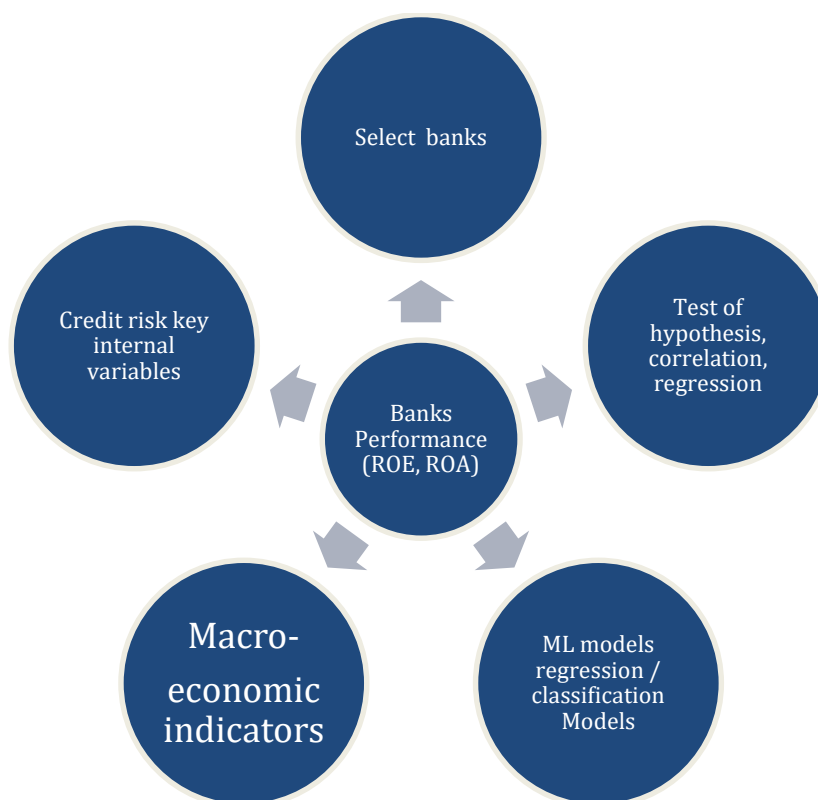 Select banks
Credit risk key
internal
variables
Test of
hypothesis,
correlation,
regression
Banks
Performance
(ROE, ROA)
Macro-
economic
indicators
ML models
regression /
classification
Models